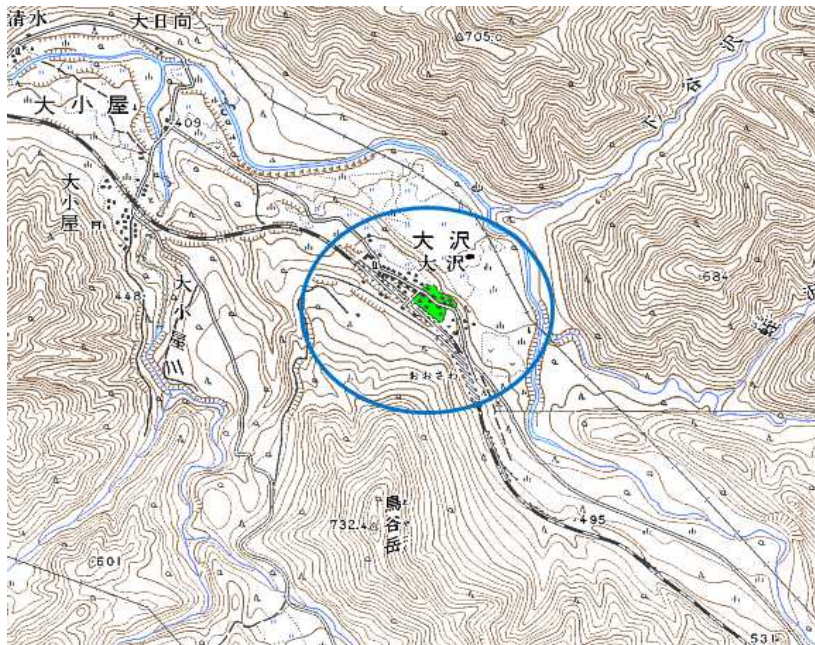 清水
大日向
705.0
大小屋
409
大小屋
448
大小屋川
大沢
大沢
684
おおさわ
鳥谷岳
732.4
495
601
531